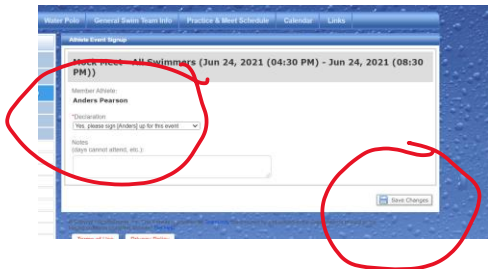 Water Polo General Swim Team Info Practice & Meet Schedule Calendar Links
Athlete Event Signup
Mock Meet - All Swimmers (Jun 24, 2021 (04:30 PM) - Jun 24, 2021 (08:30
PM))
Member Athlete:
Anders Pearson
*Declaration
Yes, please sign [Anders] up for this event
Notes
(days cannot attend, etc.):
Save Changes